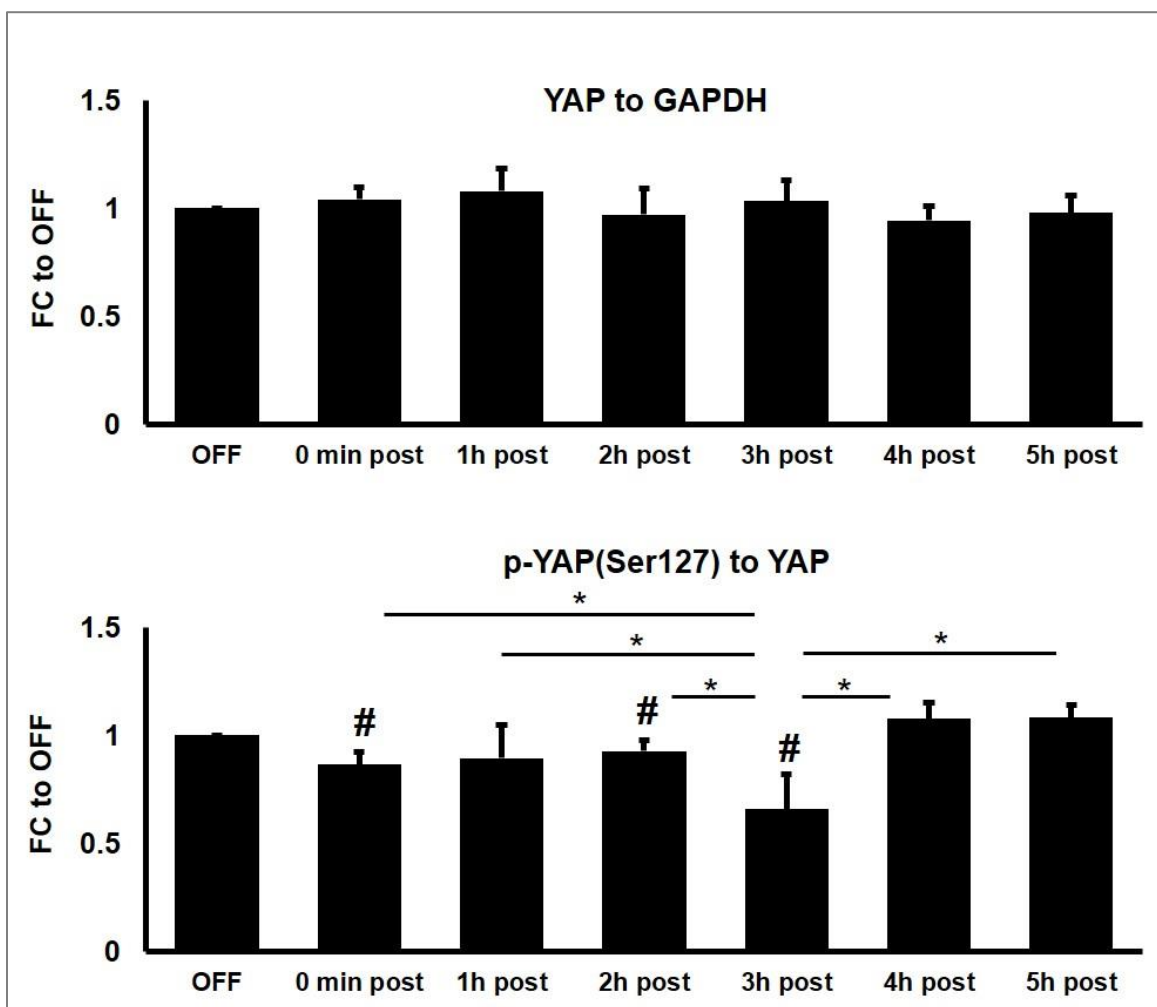 YAP to GAPDH
FC to OFF
1.5
1
0.5
0
OFF 0 min post 1h post 2h post 3h post 4h post 5h post
p-YAP(Ser127) to YAP
FC to OFF
*
* *
* *
1.5
# # #
1
0.5
0
OFF 0 min post 1h post 2h post 3h post 4h post 5h post